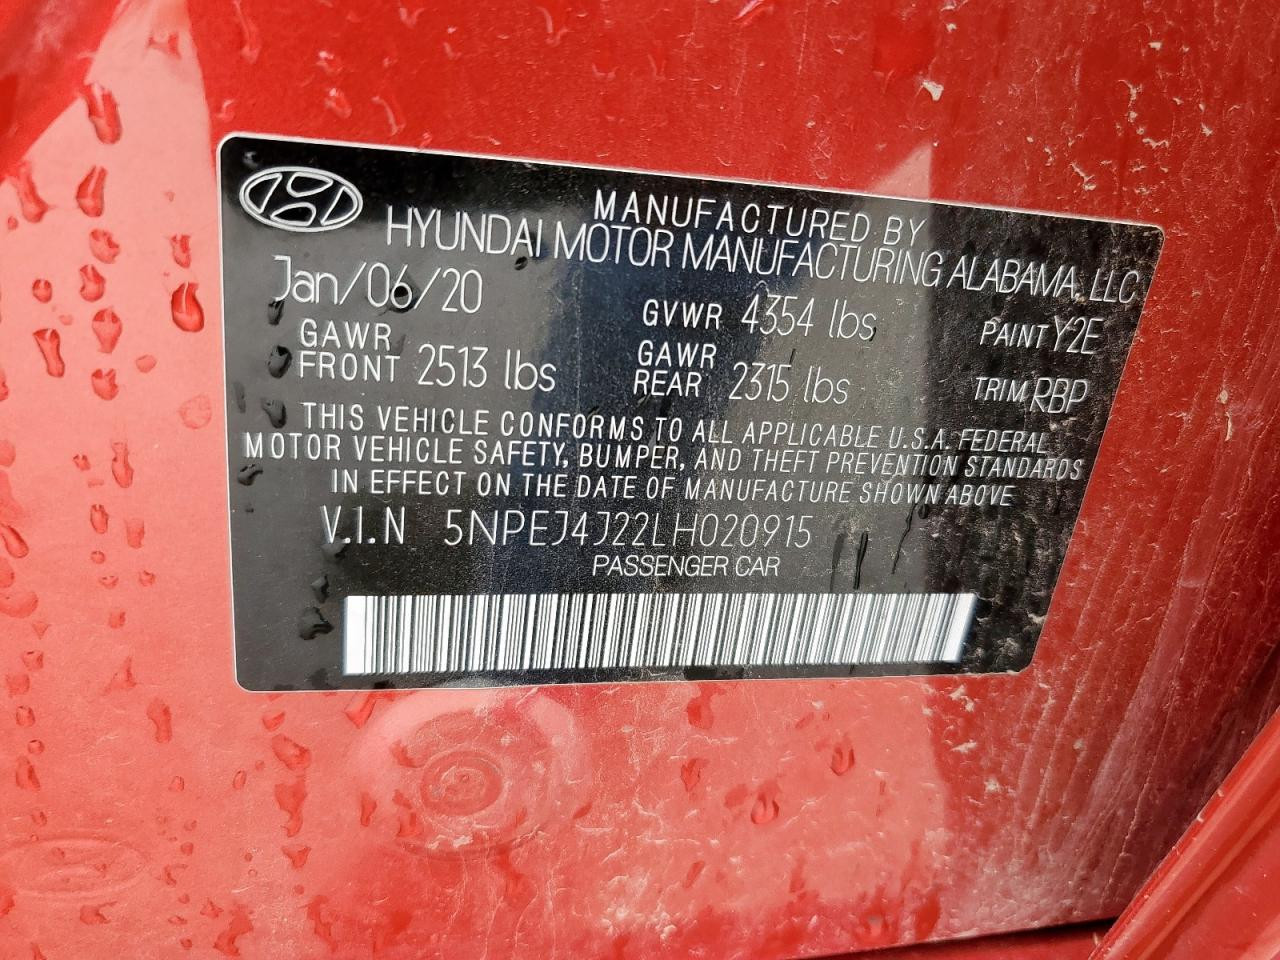 MANUFACTURED BY
HYUNDAI MOTOR MANUFACTURING ALABAMA, LLC
Jan/06/20 GVWR 4354 lbs PAINT Y2E
GAWR FRONT 2513 lbs GAWR REAR 2315 lbs TRIM RBP
THIS VEHICLE CONFORMS TO ALL APPLICABLE U.S.A. FEDERAL
MOTOR VEHICLE SAFETY, BUMPER, AND THEFT PREVENTION STANDARDS
IN EFFECT ON THE DATE OF MANUFACTURE SHOWN ABOVE
V.I.N 5NPEJ4J22LH020915
PASSENGER CAR